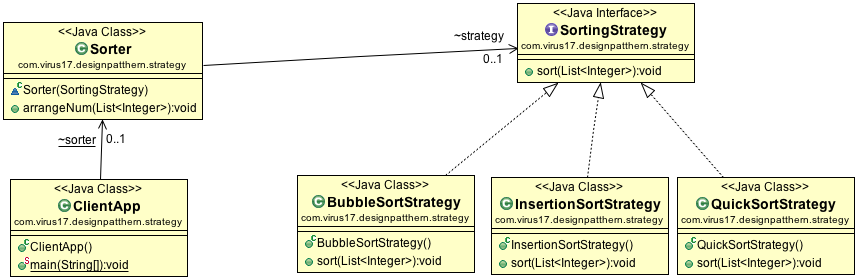 <<Java Class>>
Sorter
com.virus17.designpatthern.strategy
Sorter(SortingStrategy)
arrangeNum(List<Integer>):void
~strategy
0..1
<<Java Interface>>
SortingStrategy
com.virus17.designpatthern.strategy
sort(List<Integer>):void
~sorter
0..1
<<Java Class>>
ClientApp
com.virus17.designpatthern.strategy
ClientApp()
main(String[]):void
<<Java Class>>
BubbleSortStrategy
com.virus17.designpatthern.strategy
BubbleSortStrategy()
sort(List<Integer>):void
<<Java Class>>
InsertionSortStrategy
com.virus17.designpatthern.strategy
InsertionSortStrategy()
sort(List<Integer>):void
<<Java Class>>
QuickSortStrategy
com.virus17.designpatthern.strategy
QuickSortStrategy()
sort(List<Integer>):void